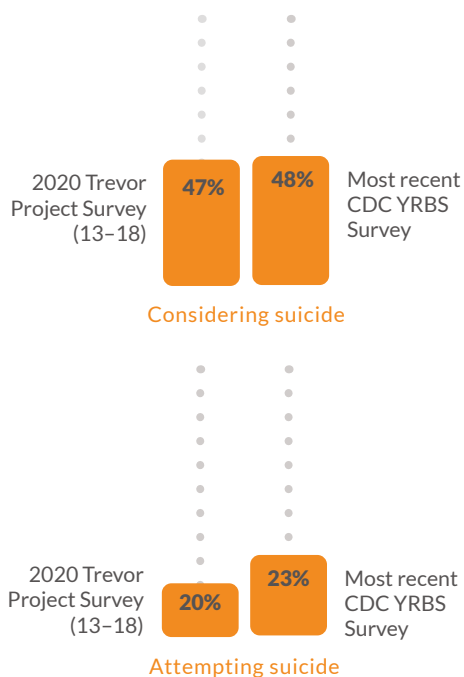 2020 Trevor
Project Survey
(13–18)
47%
48%
Most recent
CDC YRBS
Survey
Considering suicide
2020 Trevor
Project Survey
(13–18)
20%
23%
Most recent
CDC YRBS
Survey
Attempting suicide